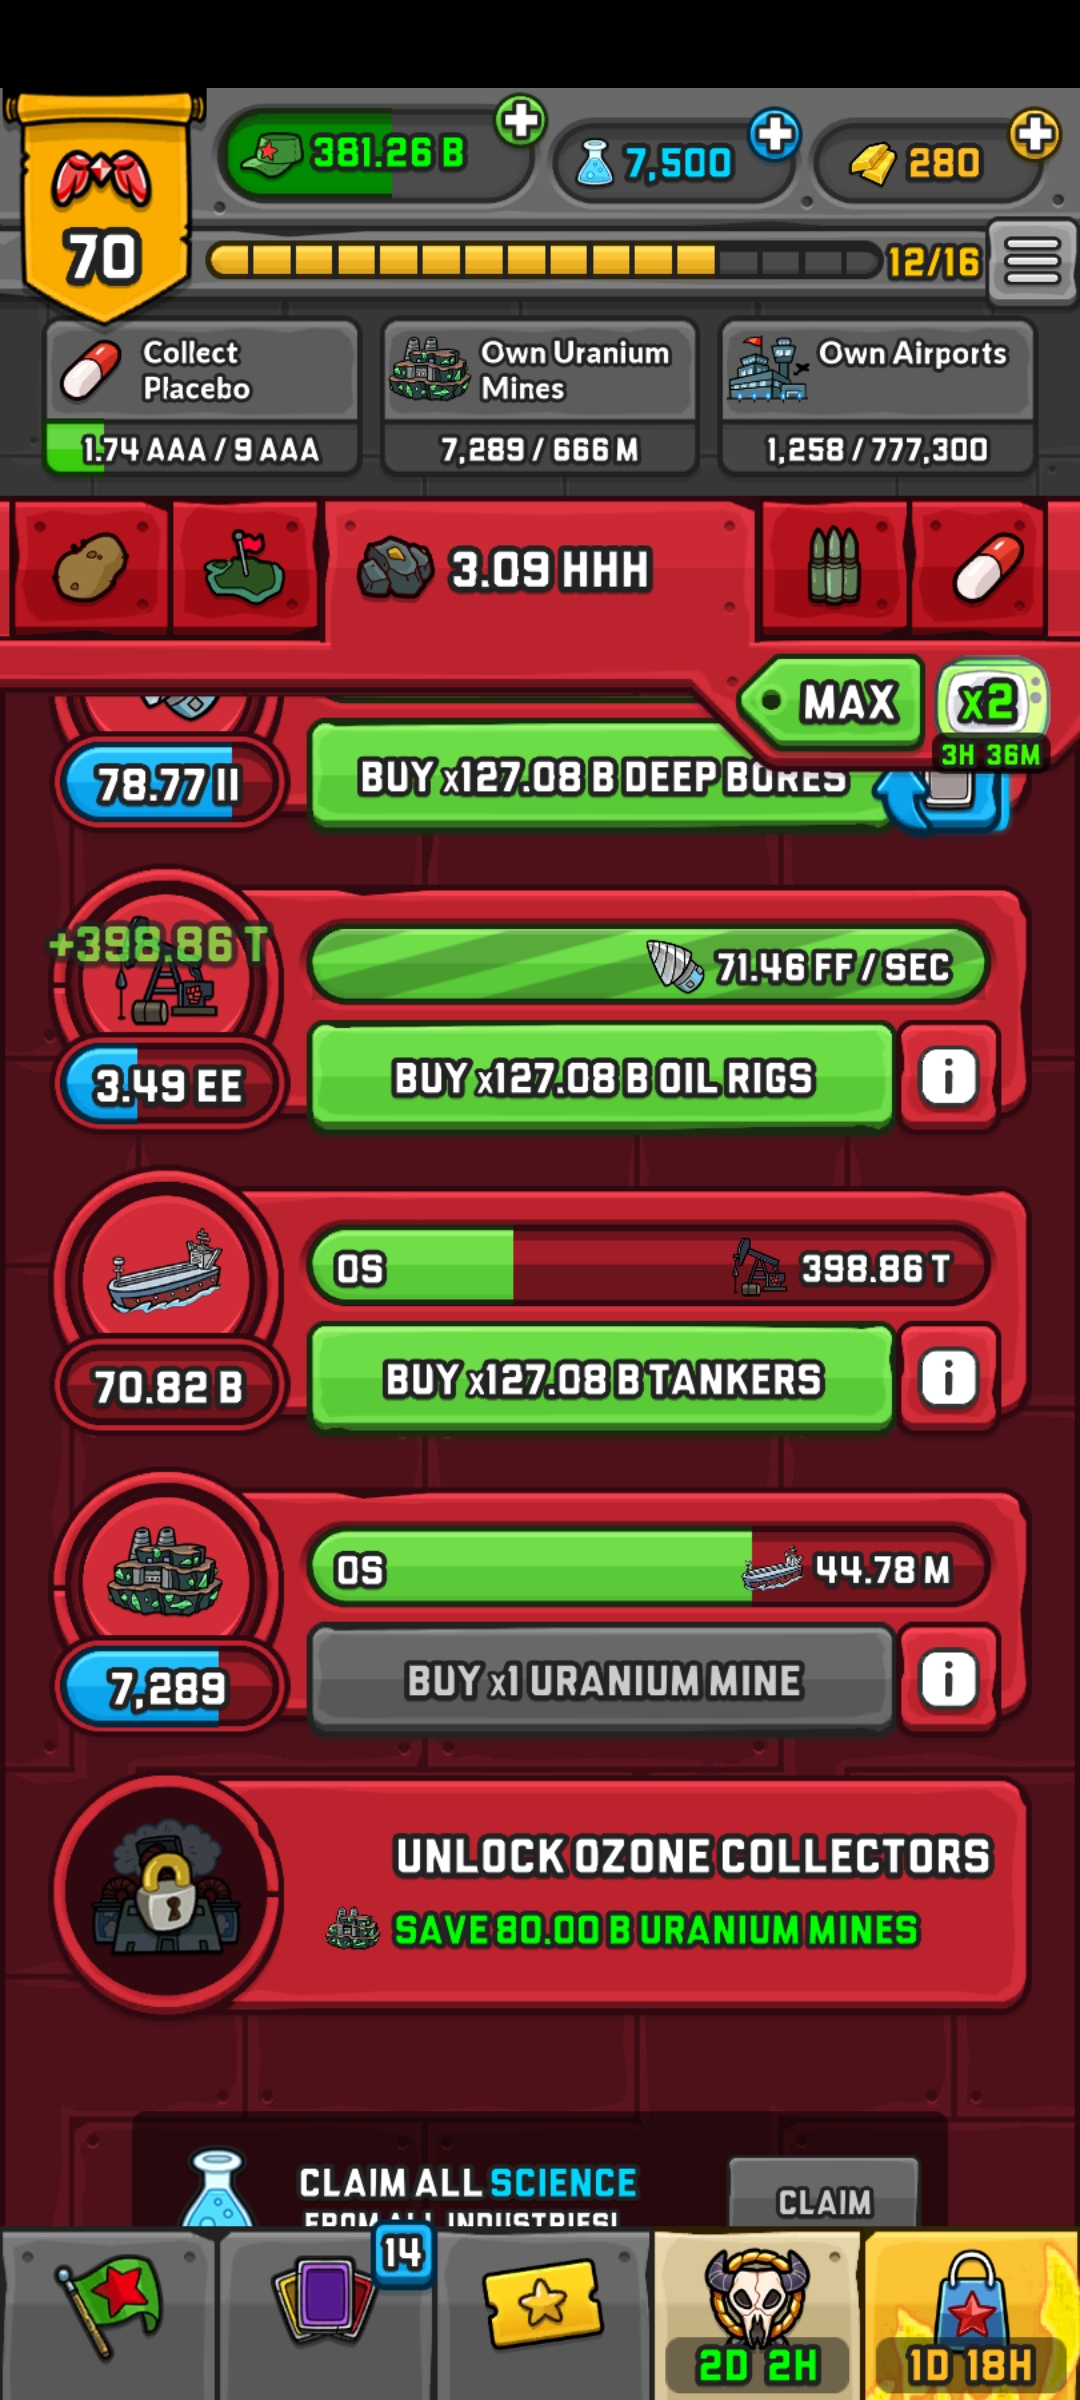 381.26 B
7,500
280
70
12/16
Collect
Placebo
1.74 AAA / 9 AAA
Own Uranium
Mines
7,289 / 666 M
Own Airports
1,258 / 777,300
3.09 HHH
MAX
x2
3H 36M
78.77 II
BUY x127.08 B DEEP BORES
+398.86 T
71.46 FF / SEC
3.49 EE
BUY x127.08 B OIL RIGS
i
0S
398.86 T
70.82 B
BUY x127.08 B TANKERS
i
0S
44.78 M
7,289
BUY x1 URANIUM MINE
i
UNLOCK OZONE COLLECTORS
SAVE 80.00 B URANIUM MINES
CLAIM ALL SCIENCE
FROM ALL INDUSTRIES!
CLAIM
14
2D 2H
1D 18H